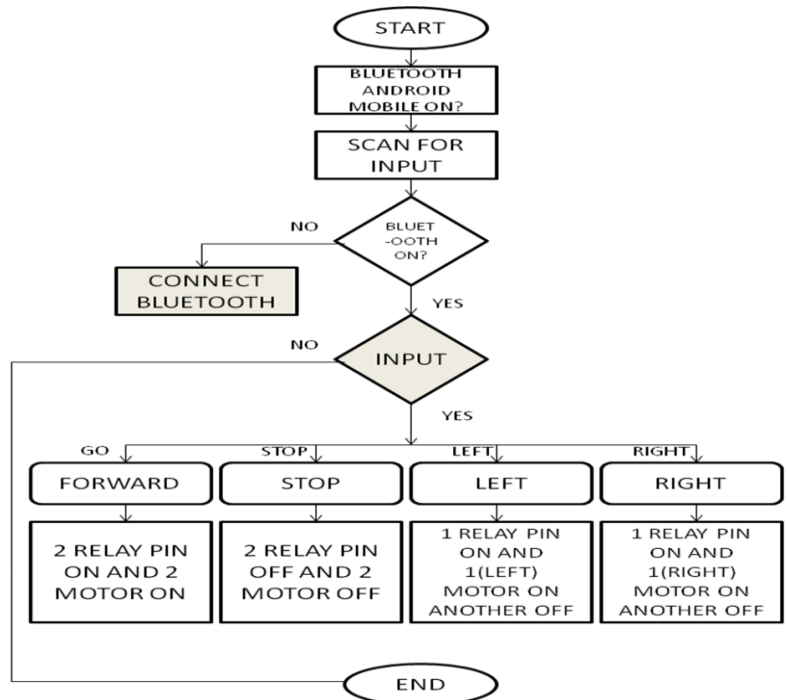 START
BLUETOOTH
ANDROID
MOBILE ON?
SCAN FOR
INPUT
NO
BLUET
-OOTH
ON?
CONNECT
BLUETOOTH
YES
NO
INPUT
YES
GO
STOP
LEFT
RIGHT
FORWARD
STOP
LEFT
RIGHT
2 RELAY PIN
ON AND 2
MOTOR ON
2 RELAY PIN
OFF AND 2
MOTOR OFF
1 RELAY PIN
ON AND
1(LEFT)
MOTOR ON
ANOTHER OFF
1 RELAY PIN
ON AND
1(RIGHT)
MOTOR ON
ANOTHER OFF
END